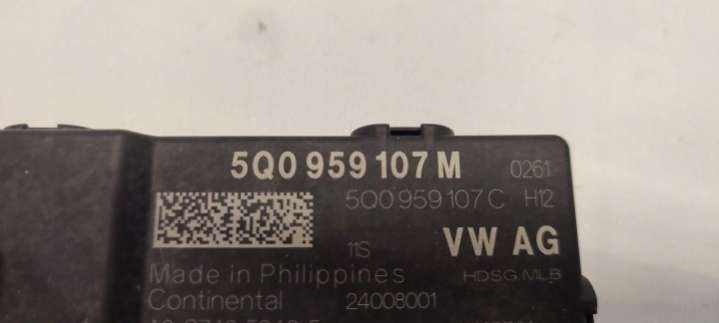 5Q0 959 107 M 0261
5Q0 959 107 C H12
11S VW AG
Made in Philippines HDSG MLB
Continental 24008001